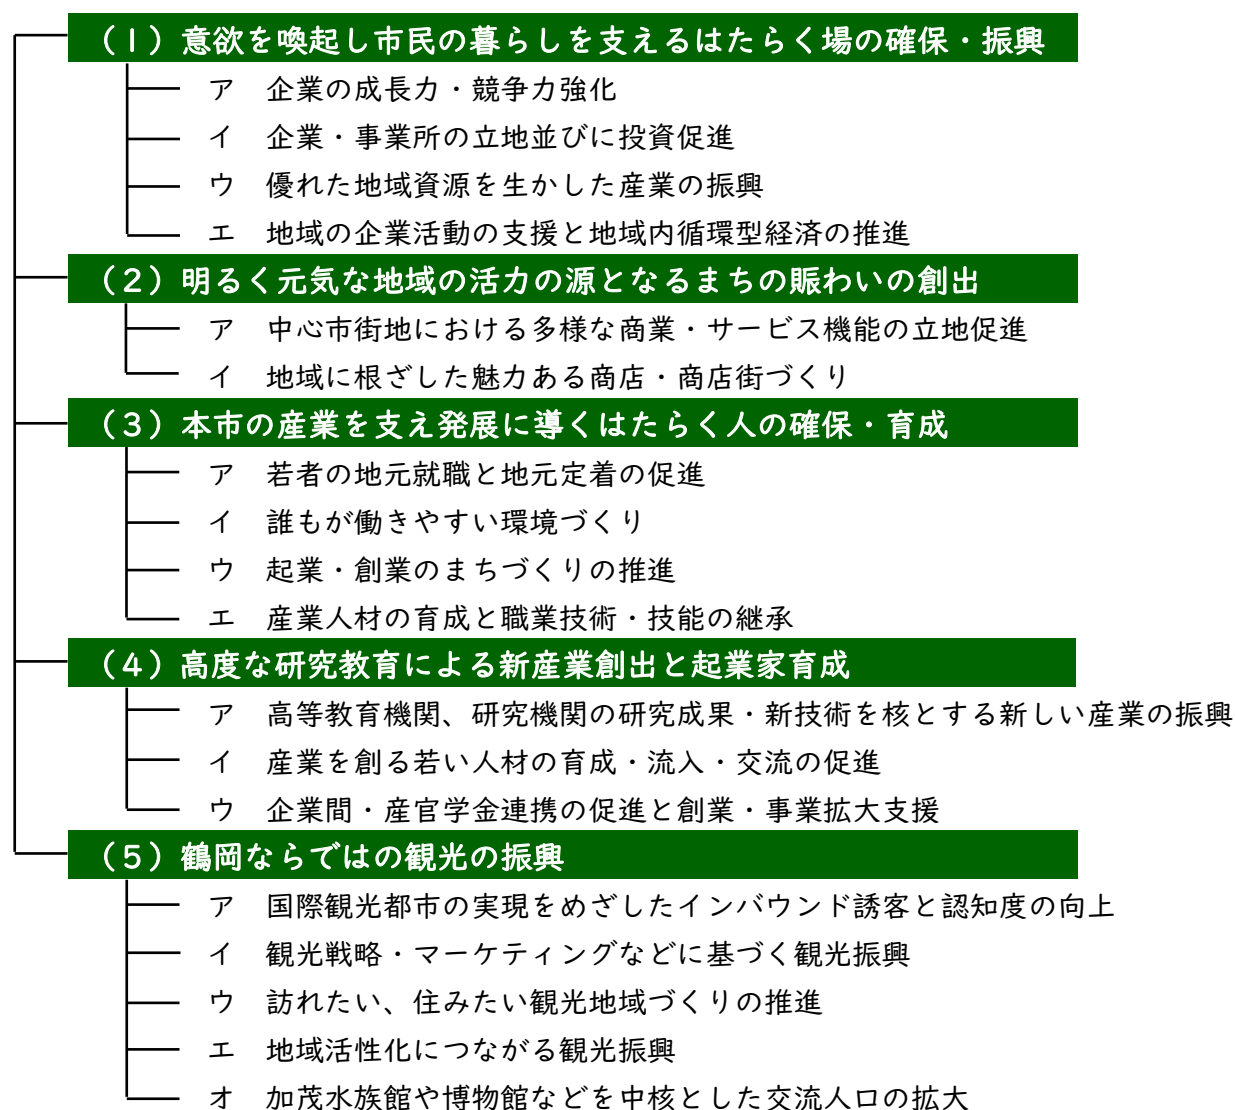 （1）意欲を喚起し市民の暮らしを支えるはたらく場の確保・振興
ア　企業の成長力・競争力強化
イ　企業・事業所の立地並びに投資促進
ウ　優れた地域資源を生かした産業の振興
エ　地域の企業活動の支援と地域内循環型経済の推進
（2）明るく元気な地域の活力の源となるまちの賑わいの創出
ア　中心市街地における多様な商業・サービス機能の立地促進
イ　地域に根ざした魅力ある商店・商店街づくり
（3）本市の産業を支え発展に導くはたらく人の確保・育成
ア　若者の地元就職と地元定着の促進
イ　誰もが働きやすい環境づくり
ウ　起業・創業のまちづくりの推進
エ　産業人材の育成と職業技術・技能の継承
（4）高度な研究教育による新産業創出と起業家育成
ア　高等教育機関、研究機関の研究成果・新技術を核とする新しい産業の振興
イ　産業を創る若い人材の育成・流入・交流の促進
ウ　企業間・産官学金連携の促進と創業・事業拡大支援
（5）鶴岡ならではの観光の振興
ア　国際観光都市の実現をめざしたインバウンド誘客と認知度の向上
イ　観光戦略・マーケティングなどに基づく観光振興
ウ　訪れたい、住みたい観光地域づくりの推進
エ　地域活性化につながる観光振興
オ　加茂水族館や博物館などを中核とした交流人口の拡大